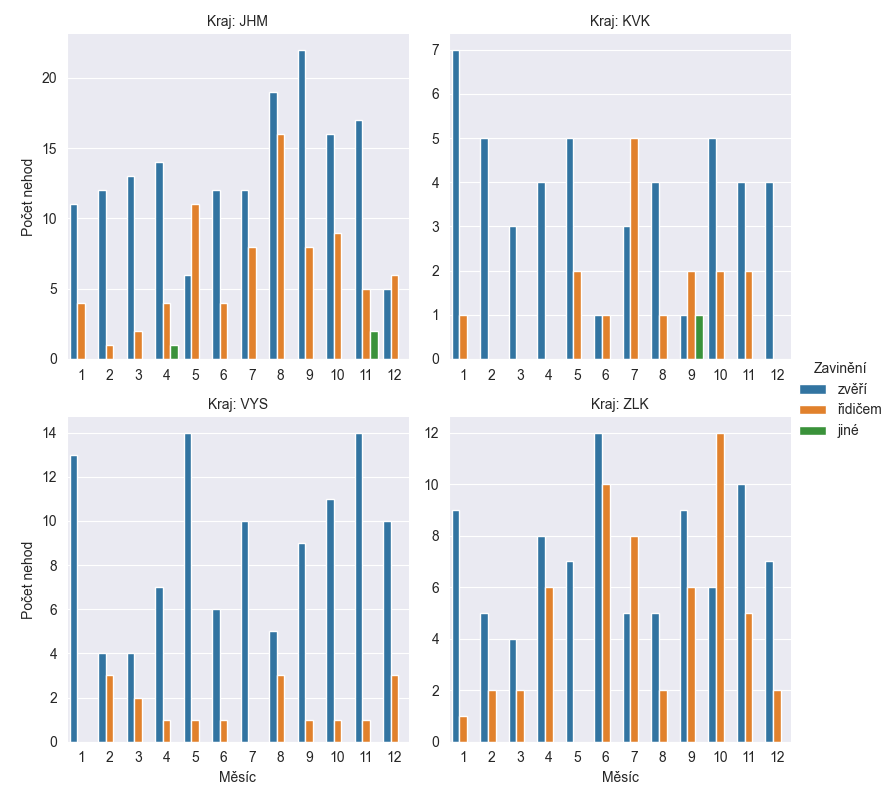 Kraj: JHM
Počet nehod
20
15
10
5
0
1 2 3 4 5 6 7 8 9 10 11 12
Kraj: KVK
7
6
5
4
3
2
1
0
1 2 3 4 5 6 7 8 9 10 11 12
Kraj: VYS
Počet nehod
14
12
10
8
6
4
2
0
1 2 3 4 5 6 7 8 9 10 11 12
Měsíc
Kraj: ZLK
12
10
8
6
4
2
0
1 2 3 4 5 6 7 8 9 10 11 12
Měsíc
Zavinění
zvěří
řidičem
jiné